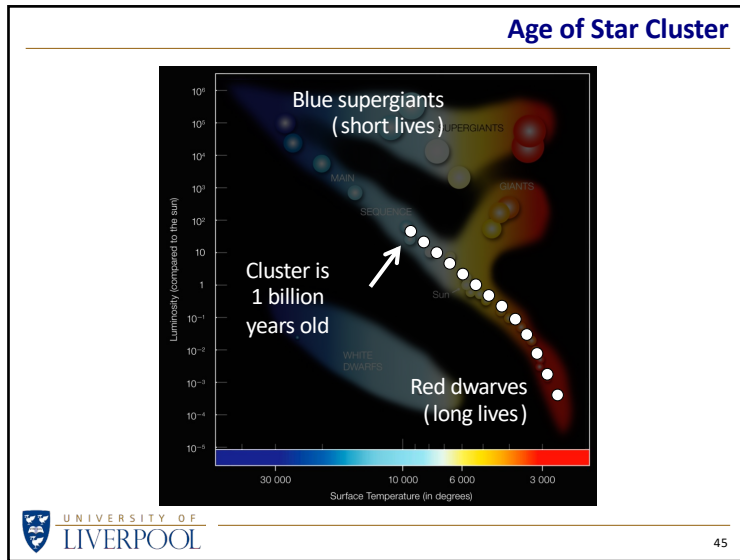 Age of Star Cluster
Blue supergiants
(short lives)
SUPERGIANTS
MAIN
SEQUENCE
GIANTS
Cluster is
1 billion
years old
Sun
WHITE
DWARFS
Red dwarves
(long lives)
Luminosity (compared to the sun)
10⁶
10⁵
10⁴
10³
10²
10
1
10⁻¹
10⁻²
10⁻³
10⁻⁴
10⁻⁵
30 000
10 000
6 000
3 000
Surface Temperature (in degrees)
UNIVERSITY OF
LIVERPOOL
45